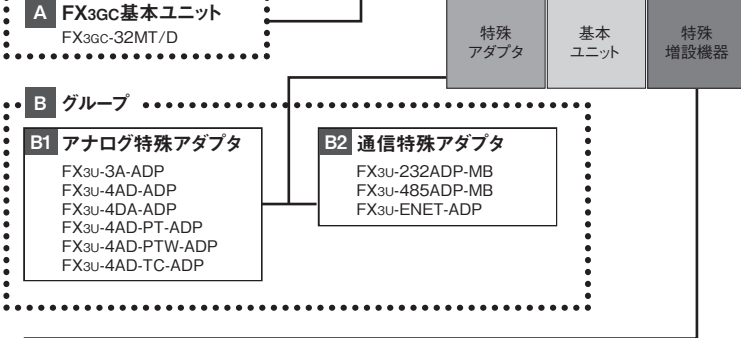 A FX3GC基本ユニット
FX3GC-32MT/D
特殊
アダプタ
基本
ユニット
特殊
増設機器
B グループ
B1 アナログ特殊アダプタ
FX3U-3A-ADP
FX3U-4AD-ADP
FX3U-4DA-ADP
FX3U-4AD-PT-ADP
FX3U-4AD-PTW-ADP
FX3U-4AD-TC-ADP
B2 通信特殊アダプタ
FX3U-232ADP-MB
FX3U-485ADP-MB
FX3U-ENET-ADP